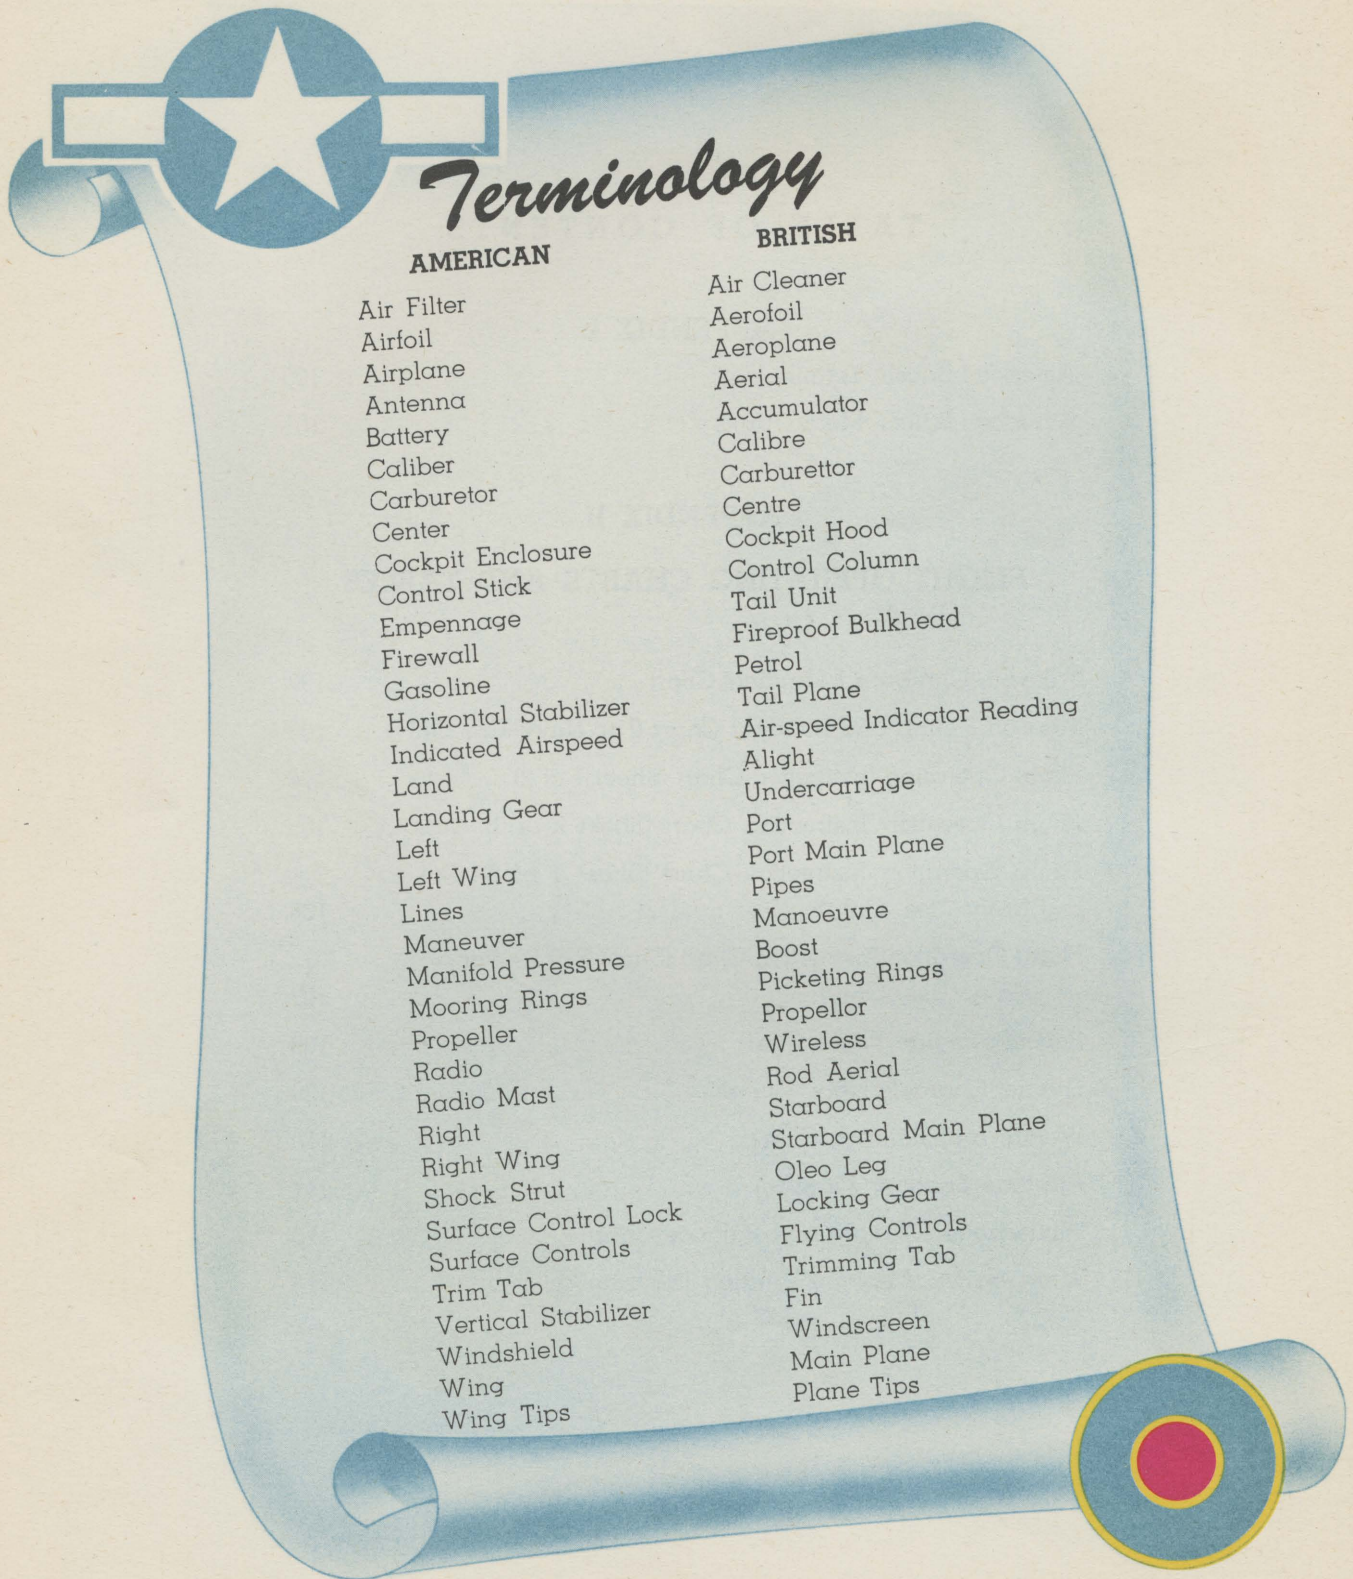 Terminology
AMERICAN BRITISH
Air Filter Air Cleaner
Airfoil Aerofoil
Airplane Aeroplane
Antenna Aerial
Battery Accumulator
Caliber Calibre
Carburetor Carburettor
Center Centre
Cockpit Enclosure Cockpit Hood
Control Stick Control Column
Empennage Tail Unit
Firewall Fireproof Bulkhead
Gasoline Petrol
Horizontal Stabilizer Tail Plane
Indicated Airspeed Air-speed Indicator Reading
Land Alight
Landing Gear Undercarriage
Left Port
Left Wing Port Main Plane
Lines Pipes
Maneuver Manoeuvre
Manifold Pressure Boost
Mooring Rings Picketing Rings
Propeller Propellor
Radio Wireless
Radio Mast Rod Aerial
Right Starboard
Right Wing Starboard Main Plane
Shock Strut Oleo Leg
Surface Control Lock Locking Gear
Surface Controls Flying Controls
Trim Tab Trimming Tab
Vertical Stabilizer Fin
Windshield Windscreen
Wing Main Plane
Wing Tips Plane Tips